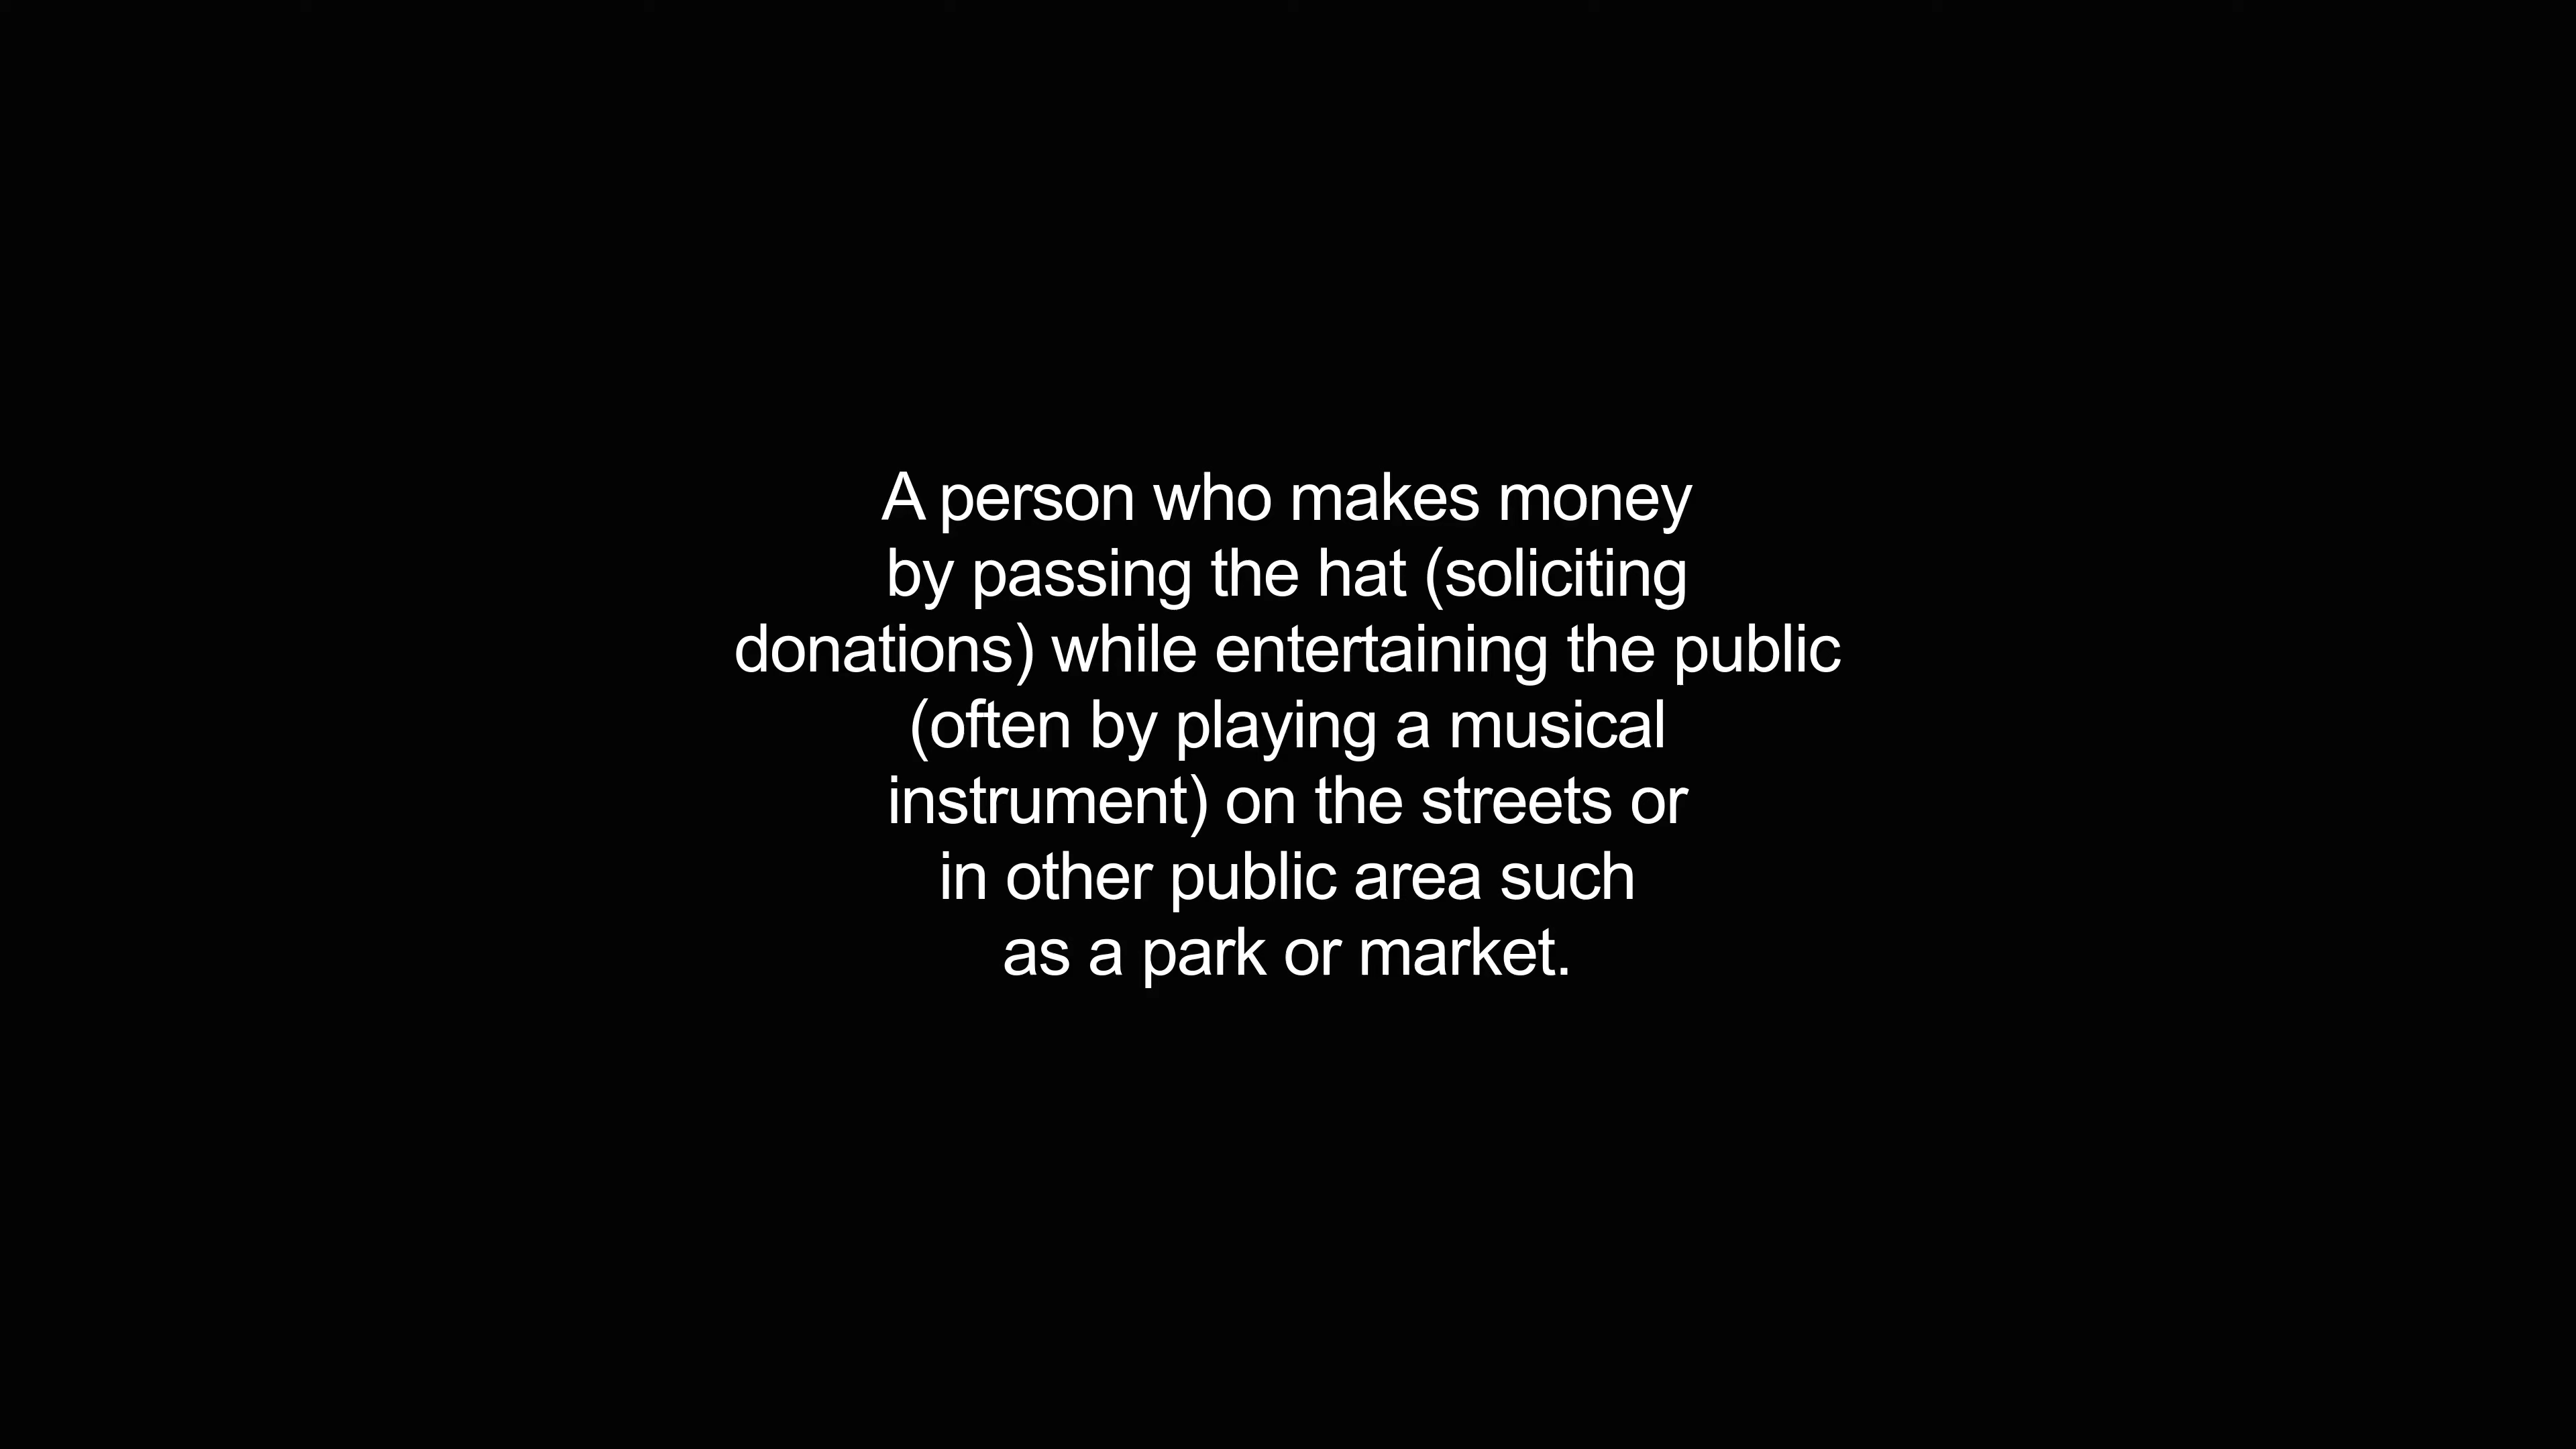 A person who makes money
by passing the hat (soliciting
donations) while entertaining the public
(often by playing a musical
instrument) on the streets or
in other public area such
as a park or market.